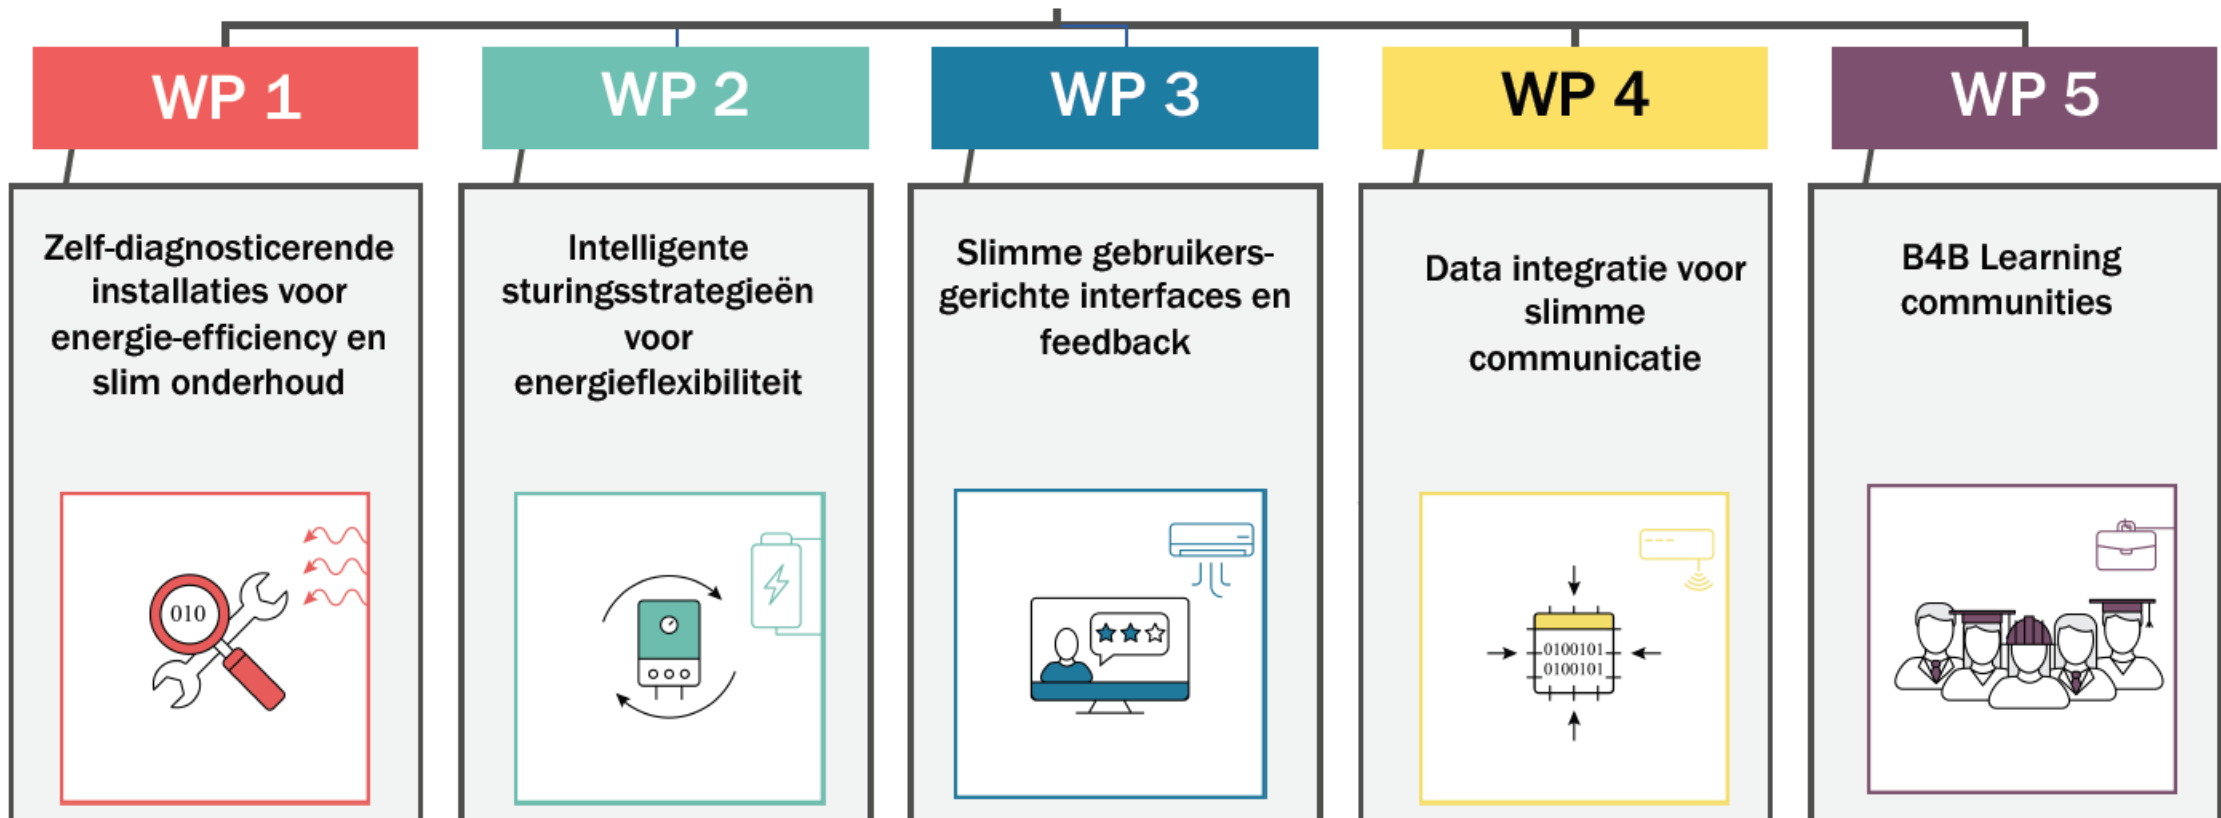 WP 1
Zelf-diagnosticerende
installaties voor
energie-efficiency en
slim onderhoud
010
WP 2
Intelligente
sturingsstrategieën
voor
energieflexibiliteit
WP 3
Slimme gebruikers-
gerichte interfaces en
feedback
WP 4
Data integratie voor
slimme
communicatie
0100101
0100101
WP 5
B4B Learning
communities